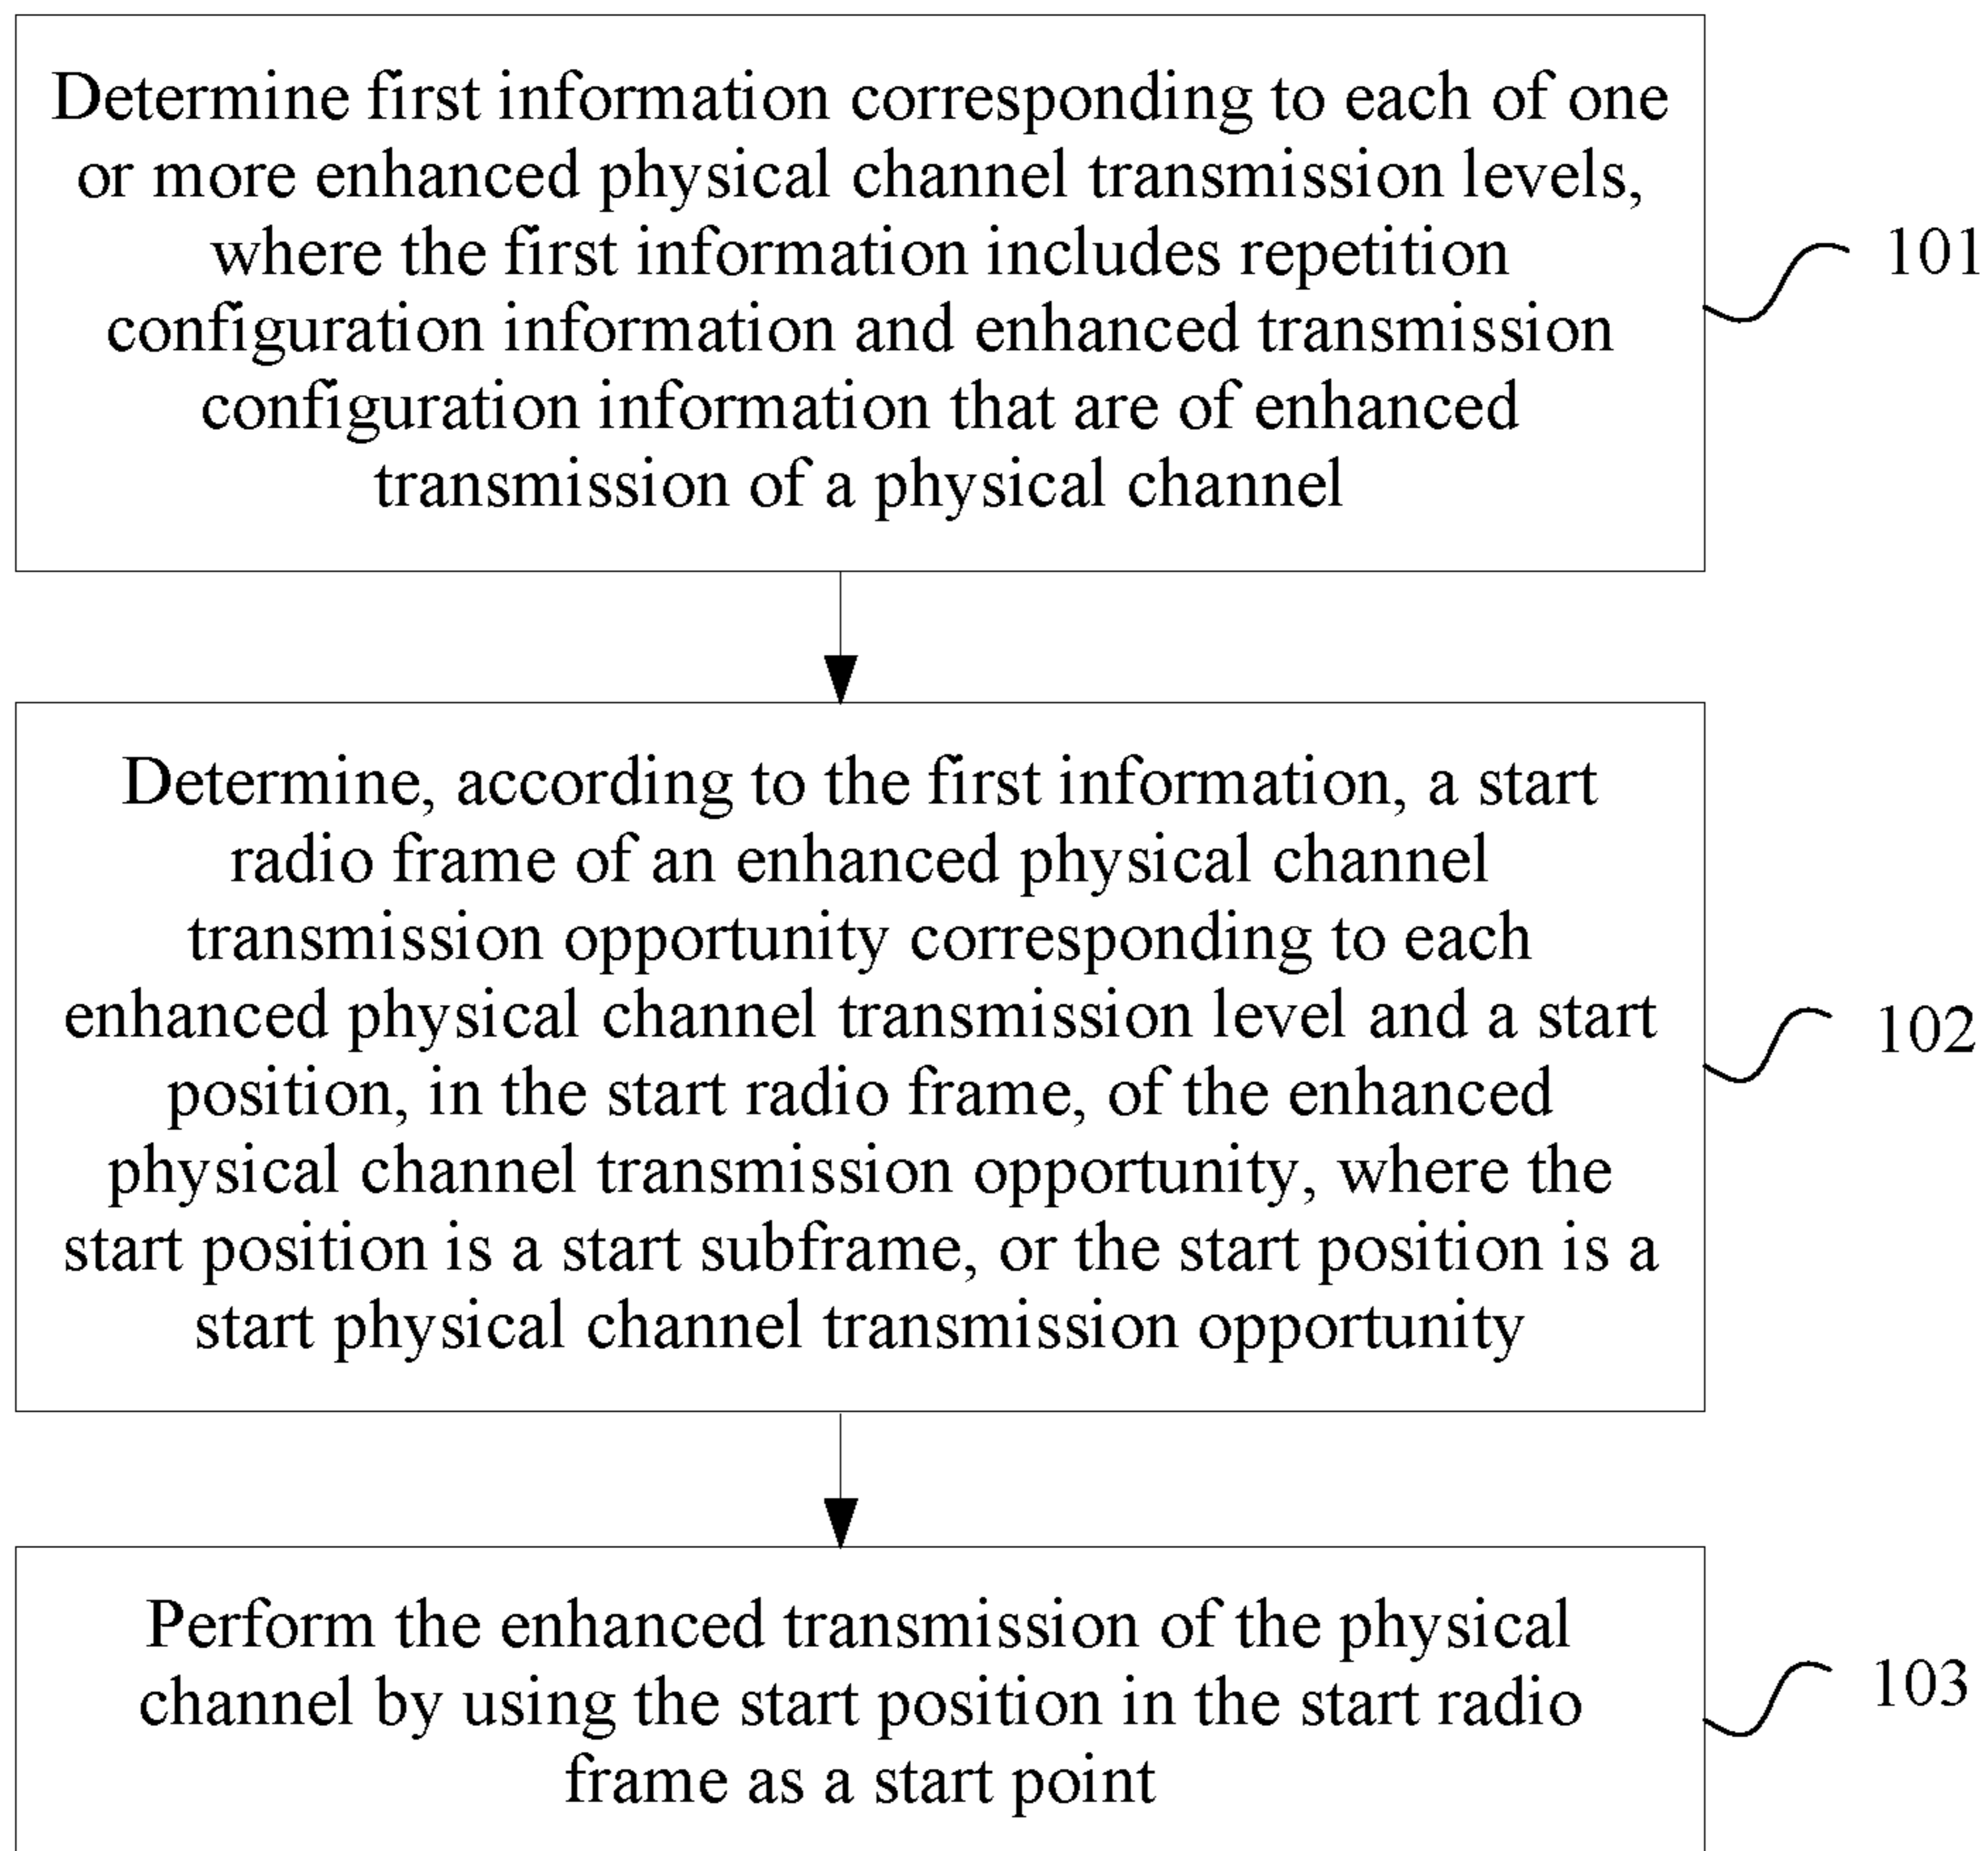 Determine first information corresponding to each of one
or more enhanced physical channel transmission levels,
where the first information includes repetition
configuration information and enhanced transmission
configuration information that are of enhanced
transmission of a physical channel
101
Determine, according to the first information, a start
radio frame of an enhanced physical channel
transmission opportunity corresponding to each
enhanced physical channel transmission level and a start
position, in the start radio frame, of the enhanced
physical channel transmission opportunity, where the
start position is a start subframe, or the start position is a
start physical channel transmission opportunity
102
Perform the enhanced transmission of the physical
channel by using the start position in the start radio
frame as a start point
103